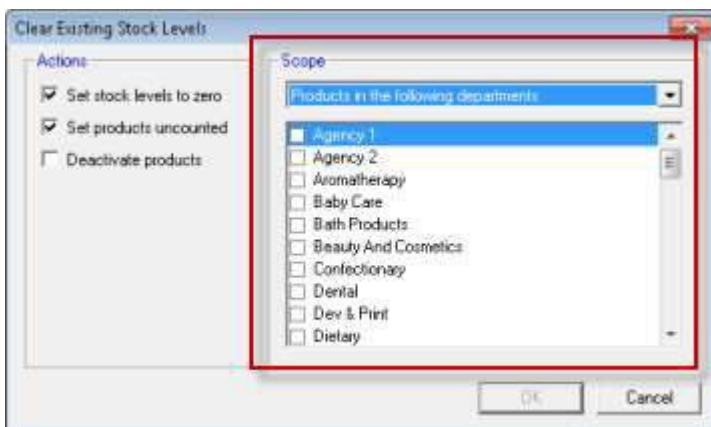 Clear Existing Stock Levels
Actions
Set stock levels to zero
Set products uncounted
Deactivate products
Scope
Products in the following departments
Agency 1
Agency 2
Aromatherapy
Baby Care
Bath Products
Beauty And Cosmetics
Confectionary
Dental
Dev & Print
Dietary
OK
Cancel